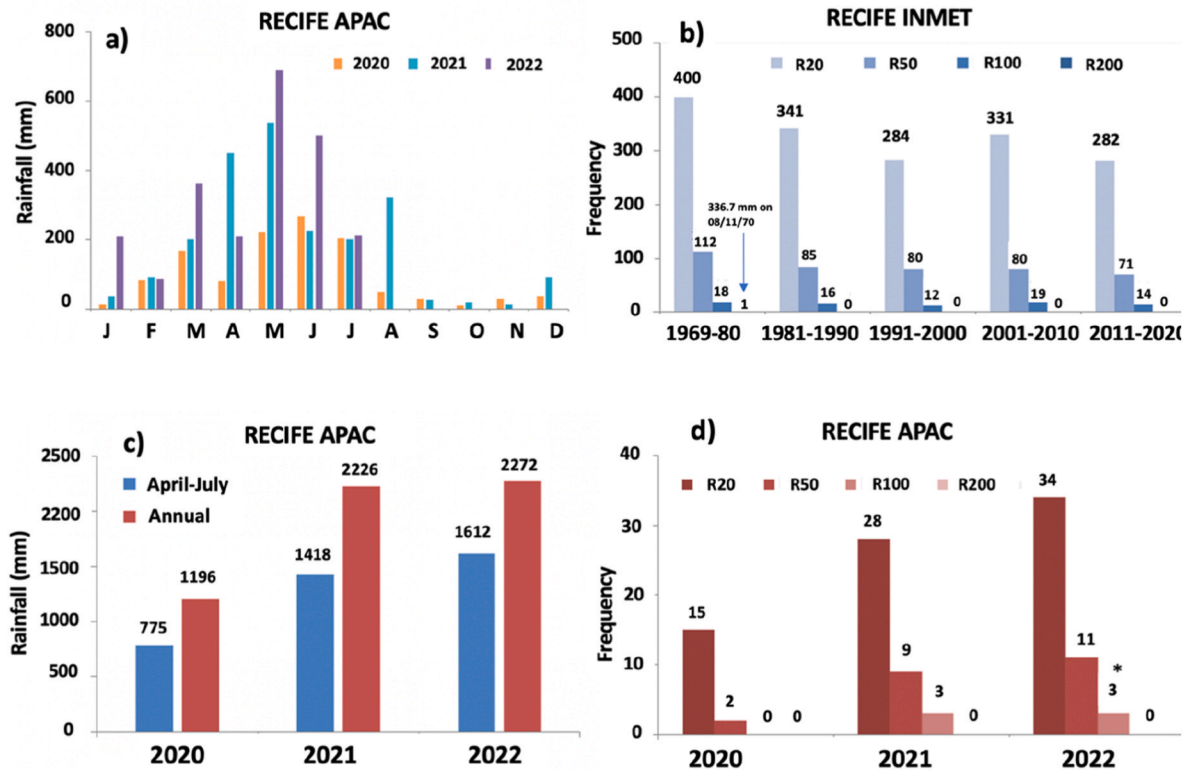 RECIFE APAC
a)
2020 2021 2022
Rainfall (mm)
800
600
400
200
0
J F M A M J J A S O N D
RECIFE INMET
b)
R20 R50 R100 R200
Frequency
500
400
300
200
100
0
400
112
18
1
336.7 mm on
08/11/70
341
85
16
0
284
80
12
0
331
80
19
0
282
71
14
0
1969-80 1981-1990 1991-2000 2001-2010 2011-2020
RECIFE APAC
c)
April-July
Annual
Rainfall (mm)
2500
2200
1500
1000
500
0
775
1196
1418
2226
1612
2272
2020 2021 2022
RECIFE APAC
d)
R20 R50 R100 R200
Frequency
40
30
20
10
0
15
2
0
0
28
9
3
0
34
11
*
3
0
2020 2021 2022